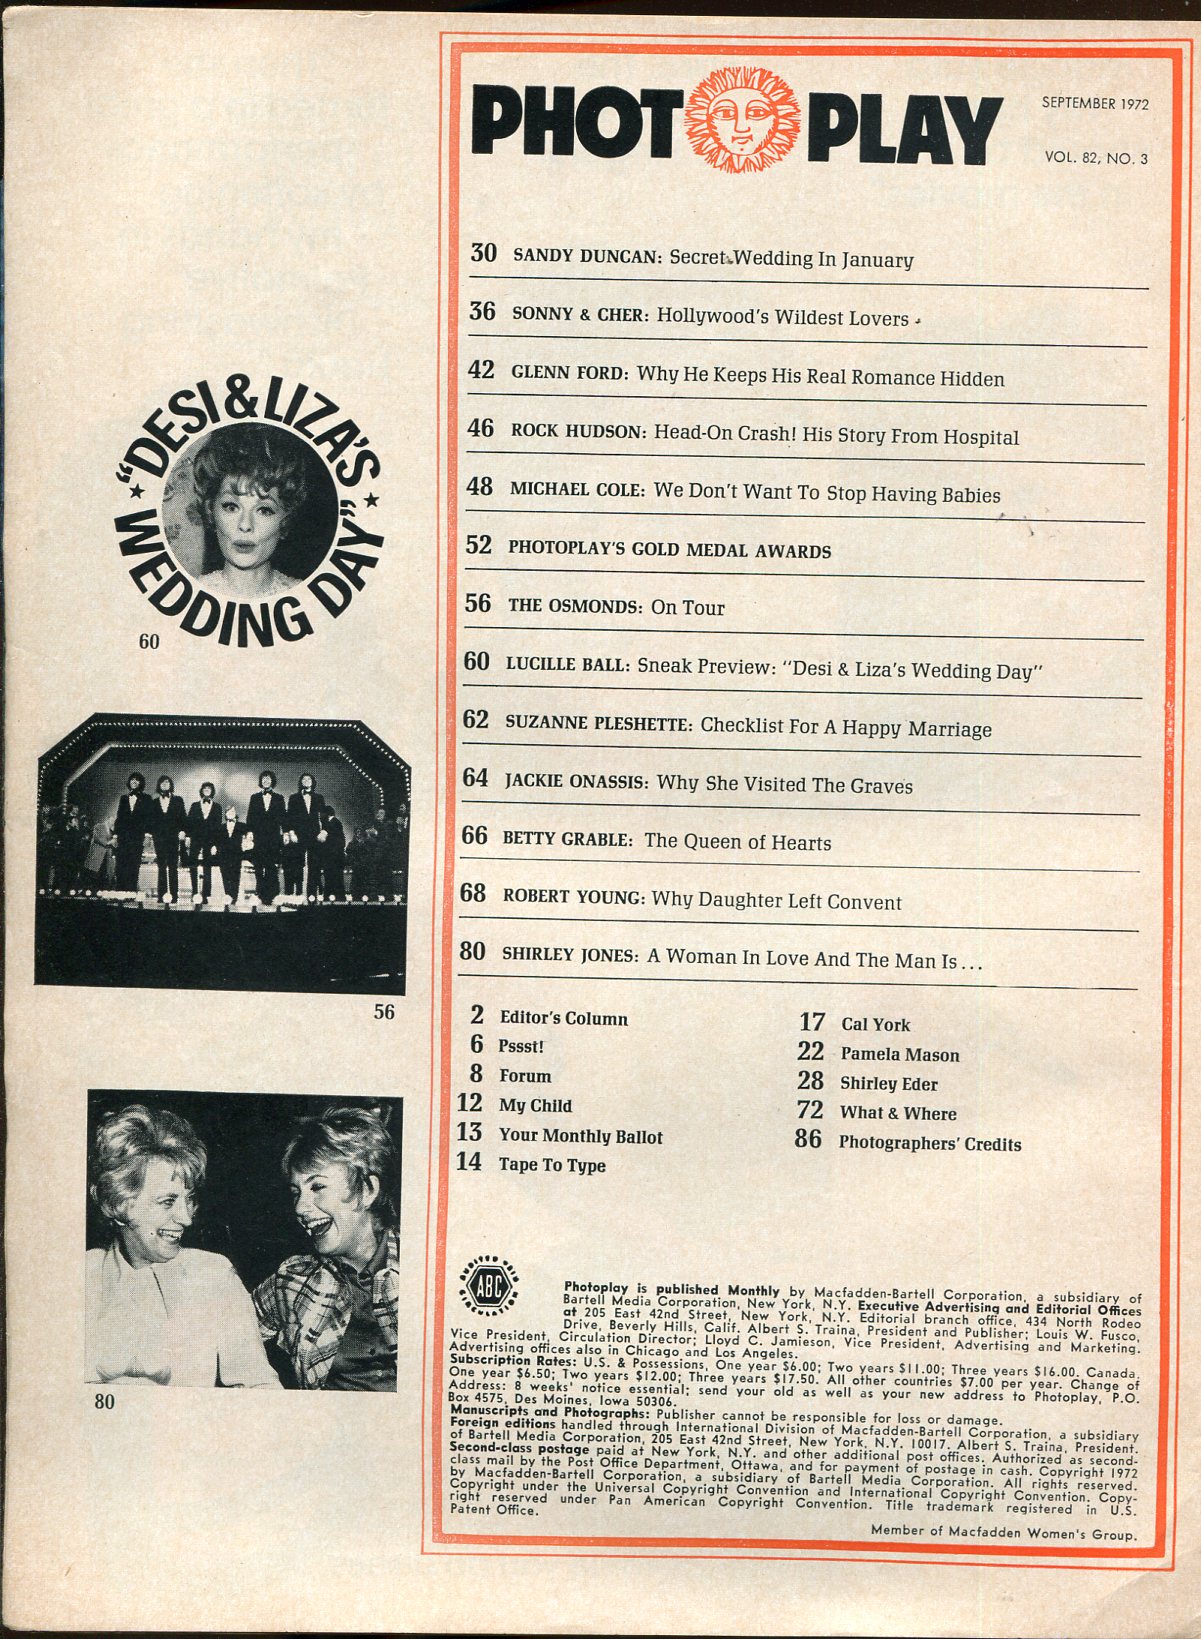 PHOTOPLAY
SEPTEMBER 1972
VOL. 82, NO. 3
30 SANDY DUNCAN: Secret Wedding In January
36 SONNY & CHER: Hollywood's Wildest Lovers
42 GLENN FORD: Why He Keeps His Real Romance Hidden
46 ROCK HUDSON: Head-On Crash! His Story From Hospital
48 MICHAEL COLE: We Don't Want To Stop Having Babies
52 PHOTOPLAY'S GOLD MEDAL AWARDS
56 THE OSMONDS: On Tour
60 LUCILLE BALL: Sneak Preview: "Desi & Liza's Wedding Day"
62 SUZANNE PLESHETTE: Checklist For A Happy Marriage
64 JACKIE ONASSIS: Why She Visited The Graves
66 BETTY GRABLE: The Queen of Hearts
68 ROBERT YOUNG: Why Daughter Left Convent
80 SHIRLEY JONES: A Woman In Love And The Man Is...
2 Editor's Column
6 Pssst!
8 Forum
12 My Child
13 Your Monthly Ballot
14 Tape To Type
17 Cal York
22 Pamela Mason
28 Shirley Eder
72 What & Where
86 Photographers' Credits
"DESI & LIZA'S
WEDDING DAY"
60
56
80
AUDITED ABC CIRCULATION
Photoplay is published Monthly by Macfadden-Bartell Corporation, a subsidiary of
Bartell Media Corporation, New York, N.Y. Executive Advertising and Editorial Offices
at 205 East 42nd Street, New York, N.Y. Editorial branch office, 434 North Rodeo
Drive, Beverly Hills, Calif. Albert S. Traina, President and Publisher; Louis W. Fusco,
Vice President, Circulation Director; Lloyd C. Jamieson, Vice President, Advertising and Marketing.
Advertising offices also in Chicago and Los Angeles.
Subscription Rates: U.S. & Possessions, One year $6.00; Two years $11.00; Three years $16.00. Canada,
One year $6.50; Two years $12.00; Three years $17.50. All other countries $7.00 per year. Change of
Address: 8 weeks' notice essential; send your old as well as your new address to Photoplay, P.O.
Box 4575, Des Moines, Iowa 50306.
Manuscripts and Photographs: Publisher cannot be responsible for loss or damage.
Foreign editions handled through International Division of Macfadden-Bartell Corporation, a subsidiary
of Bartell Media Corporation, 205 East 42nd Street, New York, N.Y. 10017. Albert S. Traina, President.
Second-class postage paid at New York, N.Y. and other additional post offices. Authorized as second-
class mail by the Post Office Department, Ottawa, and for payment of postage in cash. Copyright 1972
by Macfadden-Bartell Corporation, a subsidiary of Bartell Media Corporation. All rights reserved.
Copyright under the Universal Copyright Convention and International Copyright Convention. Copy-
right reserved under Pan American Copyright Convention. Title trademark registered in U.S.
Patent Office.
Member of Macfadden Women's Group.